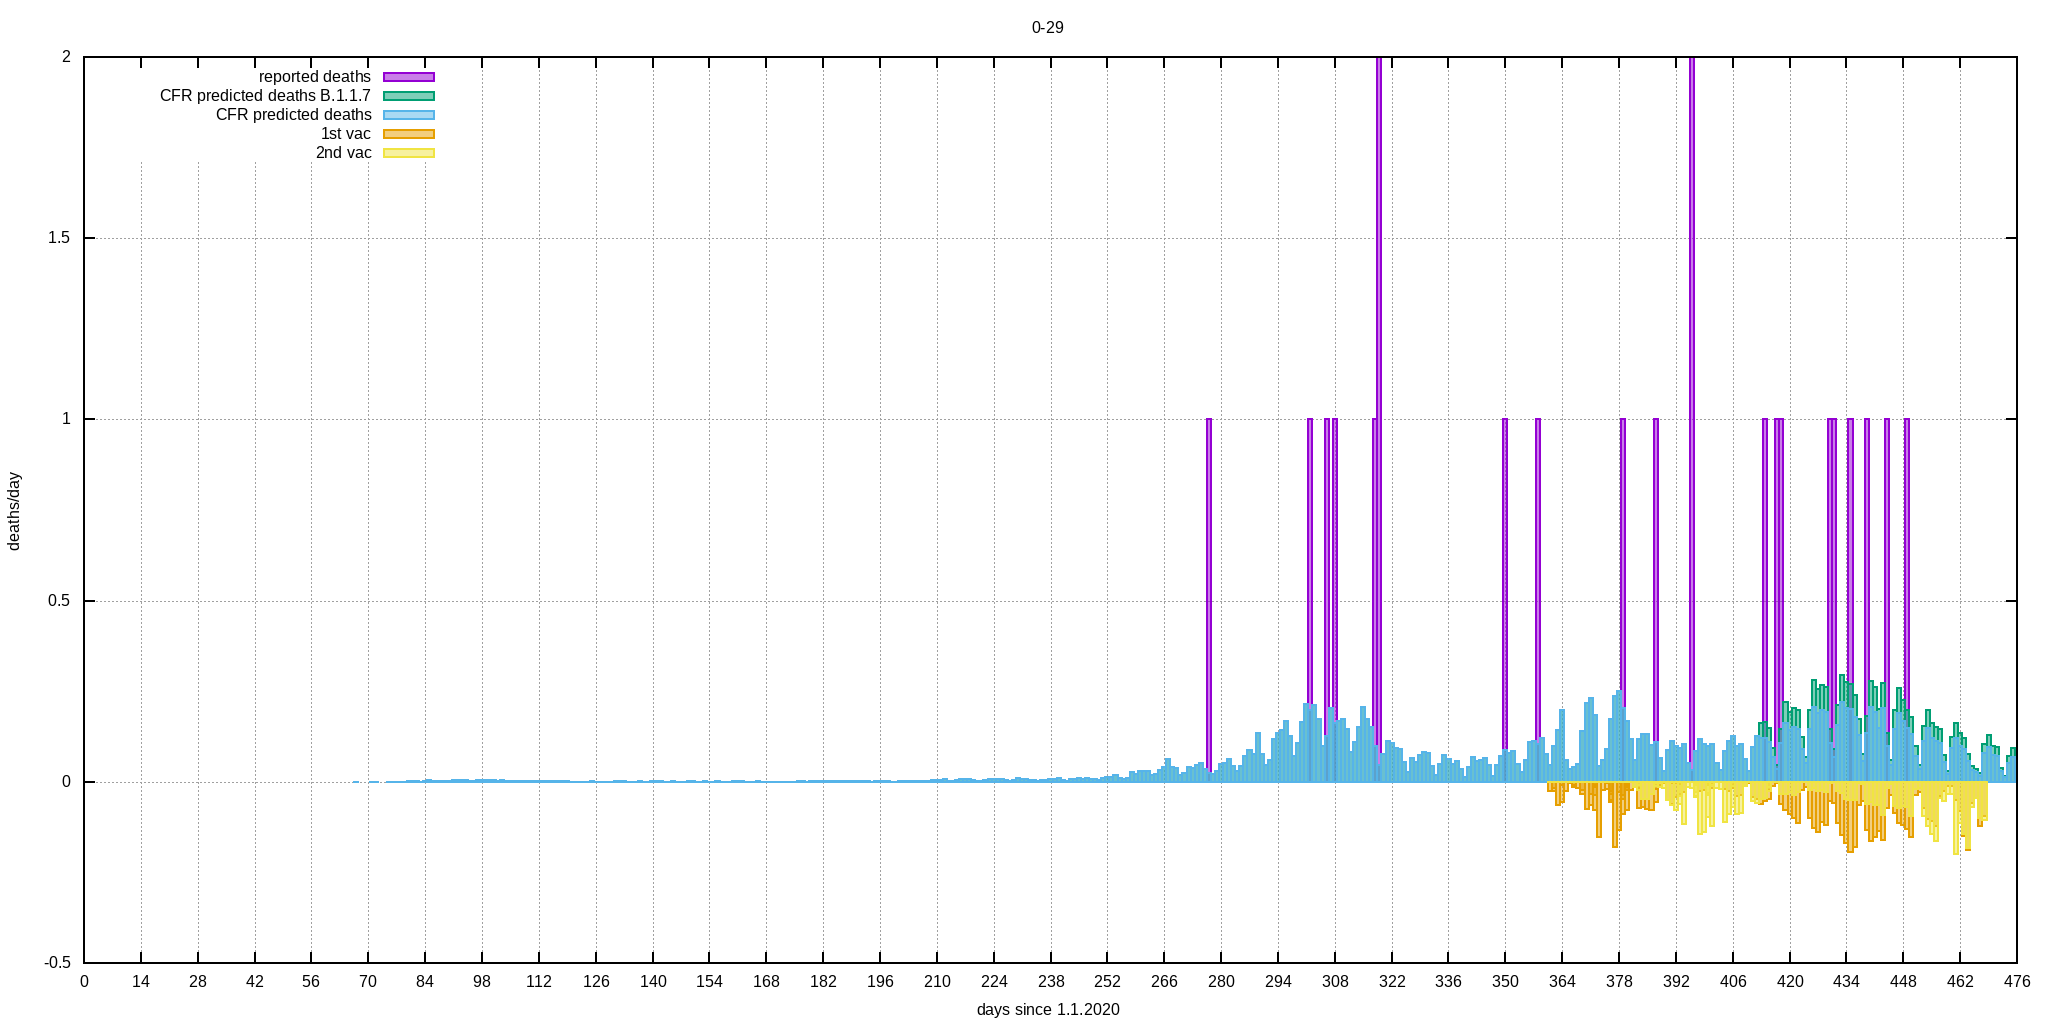 0-29
reported deaths
CFR predicted deaths B.1.1.7
CFR predicted deaths
1st vac
2nd vac
2
1.5
1
0.5
0
-0.5
deaths/day
0 14 28 42 56 70 84 98 112 126 140 154 168 182 196 210 224 238 252 266 280 294 308 322 336 350 364 378 392 406 420 434 448 462 476
days since 1.1.2020